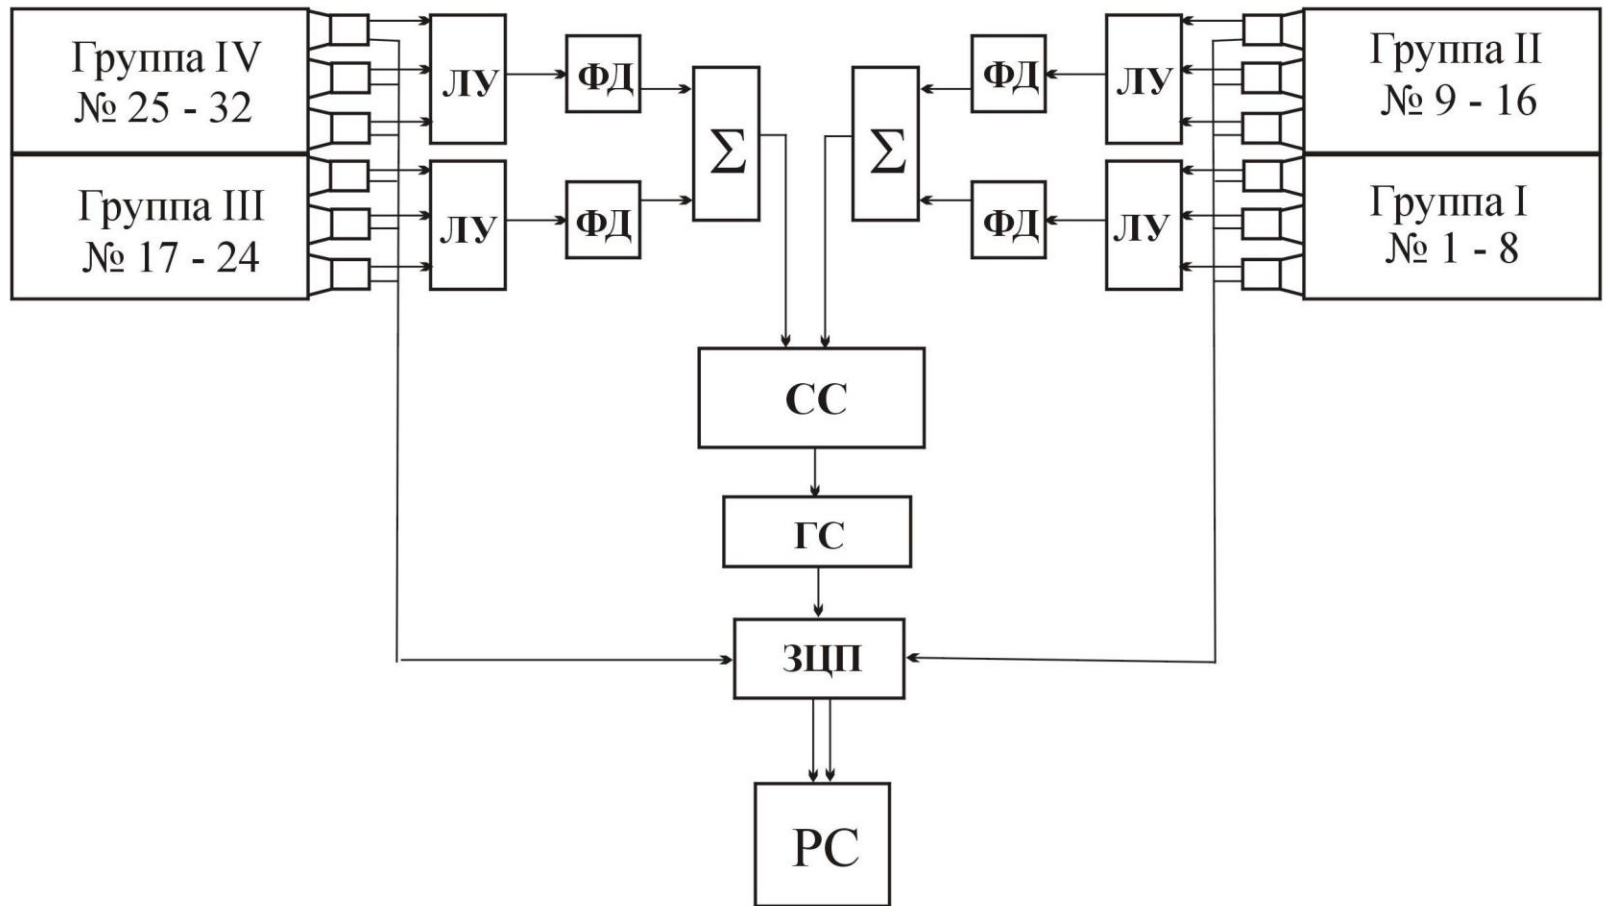 Группа IV
№ 25 - 32
ЛУ
ФД
Σ
Σ
ФД
ЛУ
Группа II
№ 9 - 16
Группа III
№ 17 - 24
ЛУ
ФД
ФД
ЛУ
Группа I
№ 1 - 8
СС
ГС
ЗЦП
РС